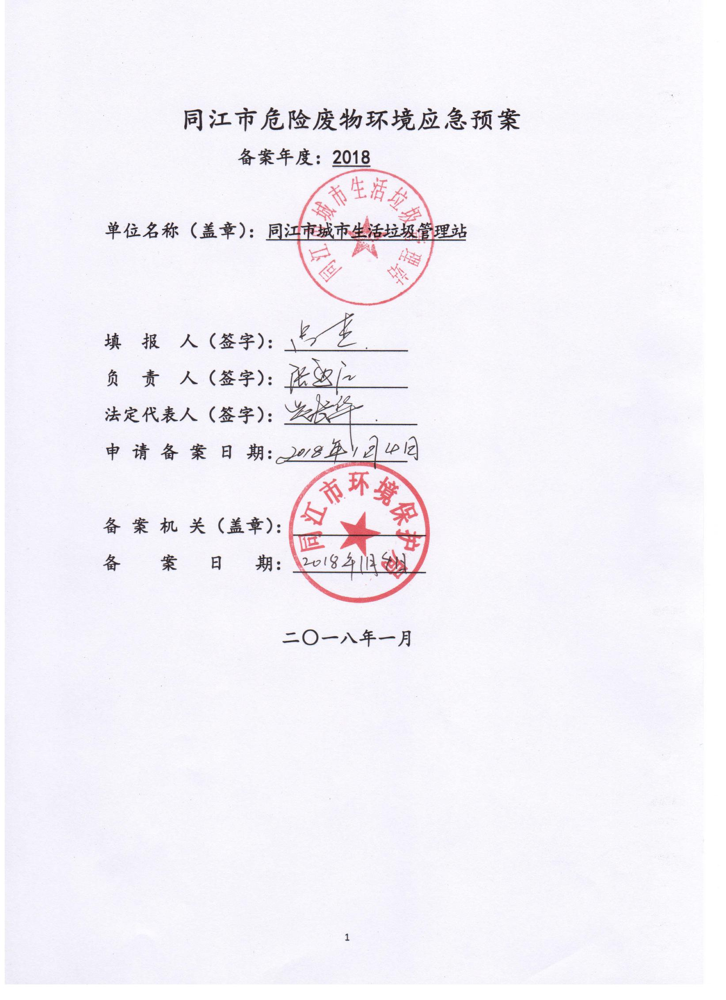 同江市危险废物环境应急预案
备案年度：2018
同江市城市生活垃圾管理站
单位名称（盖章）：同江市城市生活垃圾管理站
填 报 人（签字）：
负 责 人（签字）：
法定代表人（签字）：
申请备案日期：2018年1月4日
同江市环境保护局
备案机关（盖章）：
备案日期：2018年1月4日
二〇一八年一月
1